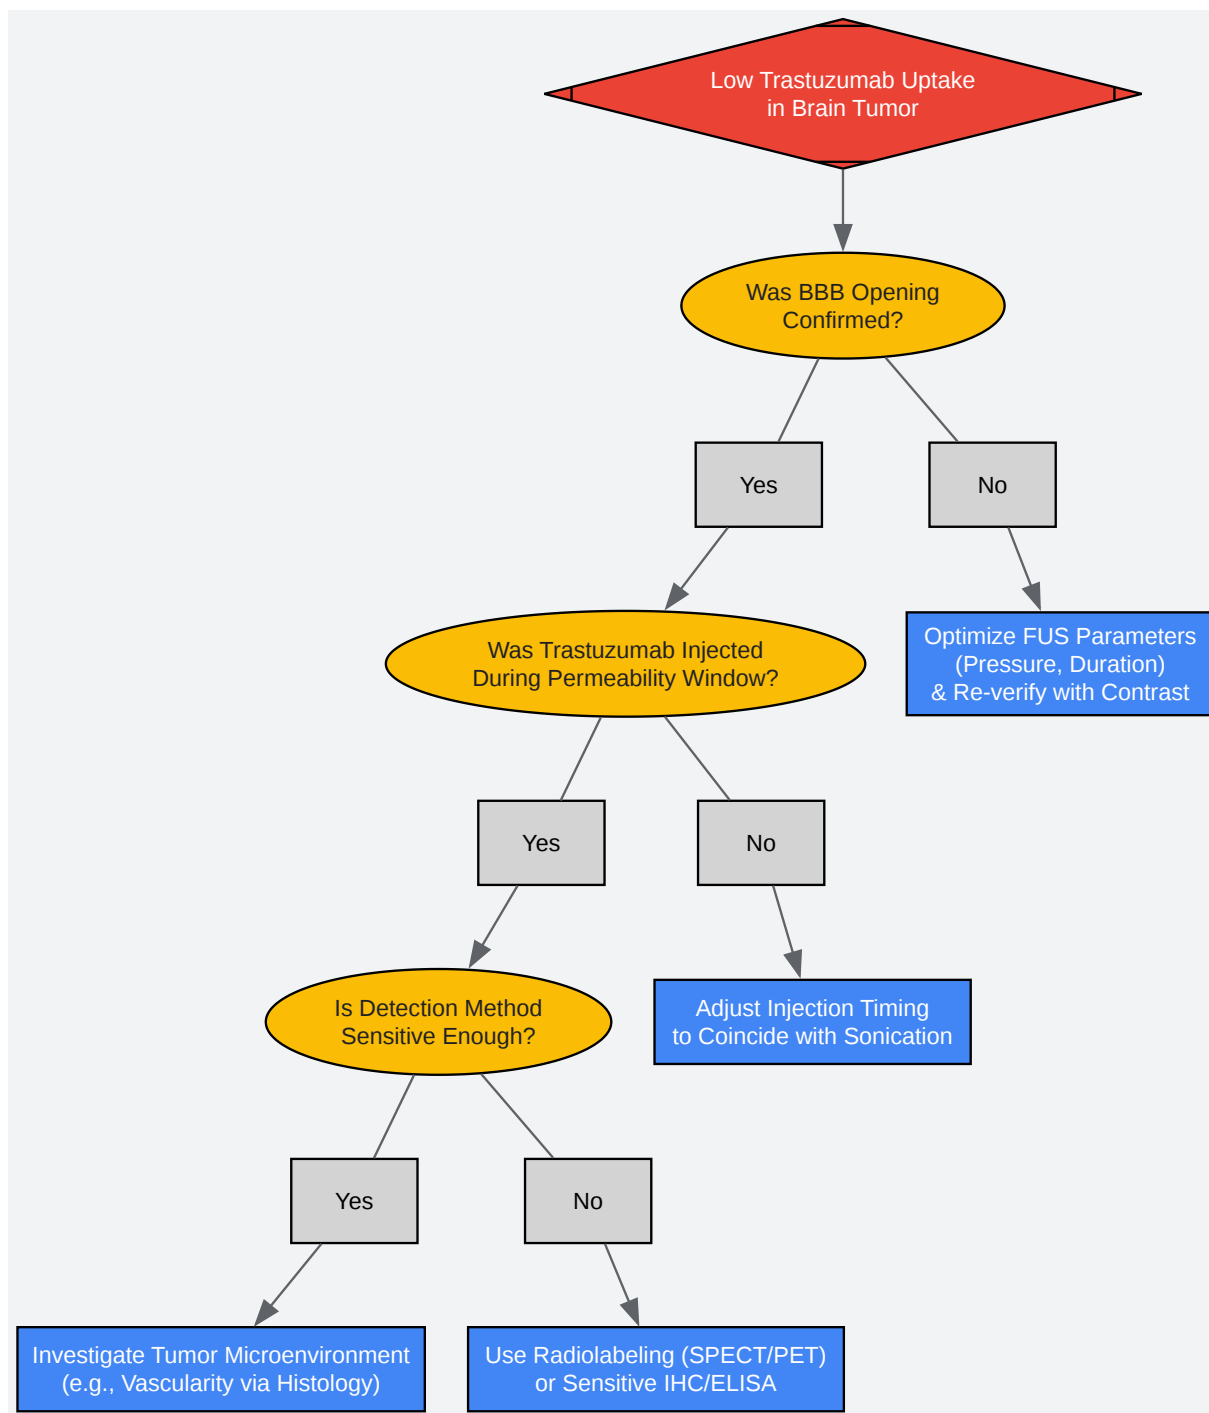 Low Trastuzumab Uptake
in Brain Tumor
Was BBB Opening
Confirmed?
Yes
No
Was Trastuzumab Injected
During Permeability Window?
Optimize FUS Parameters
(Pressure, Duration)
& Re-verify with Contrast
Yes
No
Is Detection Method
Sensitive Enough?
Adjust Injection Timing
to Coincide with Sonication
Yes
No
Investigate Tumor Microenvironment
(e.g., Vascularity via Histology)
Use Radiolabeling (SPECT/PET)
or Sensitive IHC/ELISA